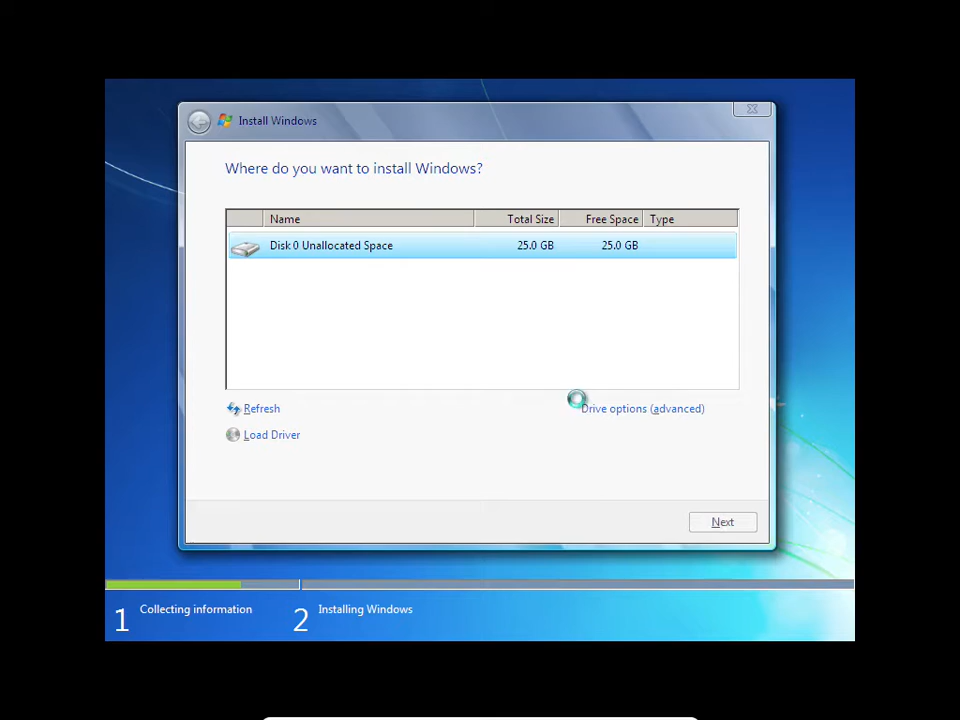 Install Windows
Where do you want to install Windows?
Name Total Size Free Space Type
Disk 0 Unallocated Space 25.0 GB 25.0 GB
Refresh Drive options (advanced)
Load Driver
Next
1 Collecting information 2 Installing Windows